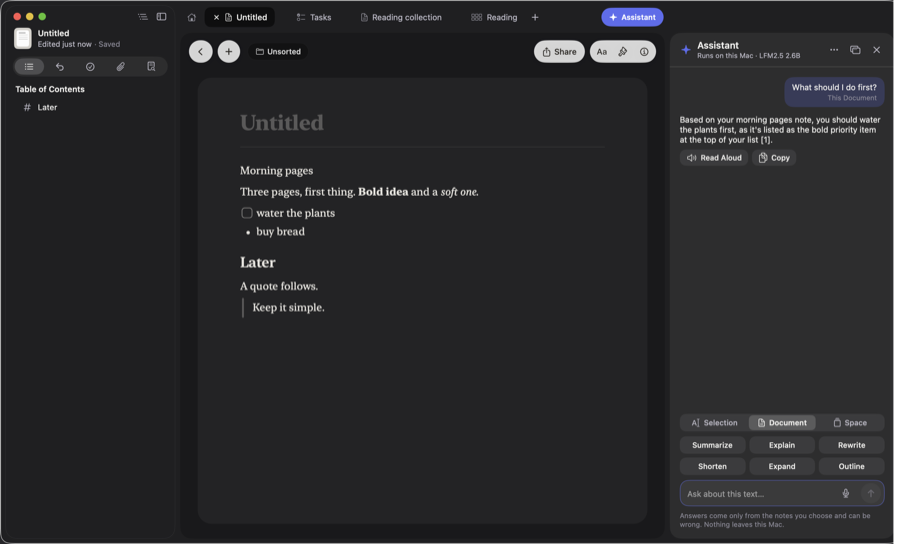 Untitled
Edited just now · Saved
Table of Contents
# Later
Untitled
Tasks
Reading collection
Reading
Assistant
Unsorted
Share
Aa
Untitled
Morning pages
Three pages, first thing. Bold idea and a soft one.
water the plants
• buy bread
Later
A quote follows.
Keep it simple.
Assistant
Runs on this Mac · LFM2.5 2.6B
What should I do first?
This Document
Based on your morning pages note, you should water
the plants first, as it's listed as the bold priority item
at the top of your list [1].
Read Aloud
Copy
Selection
Document
Space
Summarize
Explain
Rewrite
Shorten
Expand
Outline
Ask about this text...
Answers come only from the notes you choose and can be
wrong. Nothing leaves this Mac.